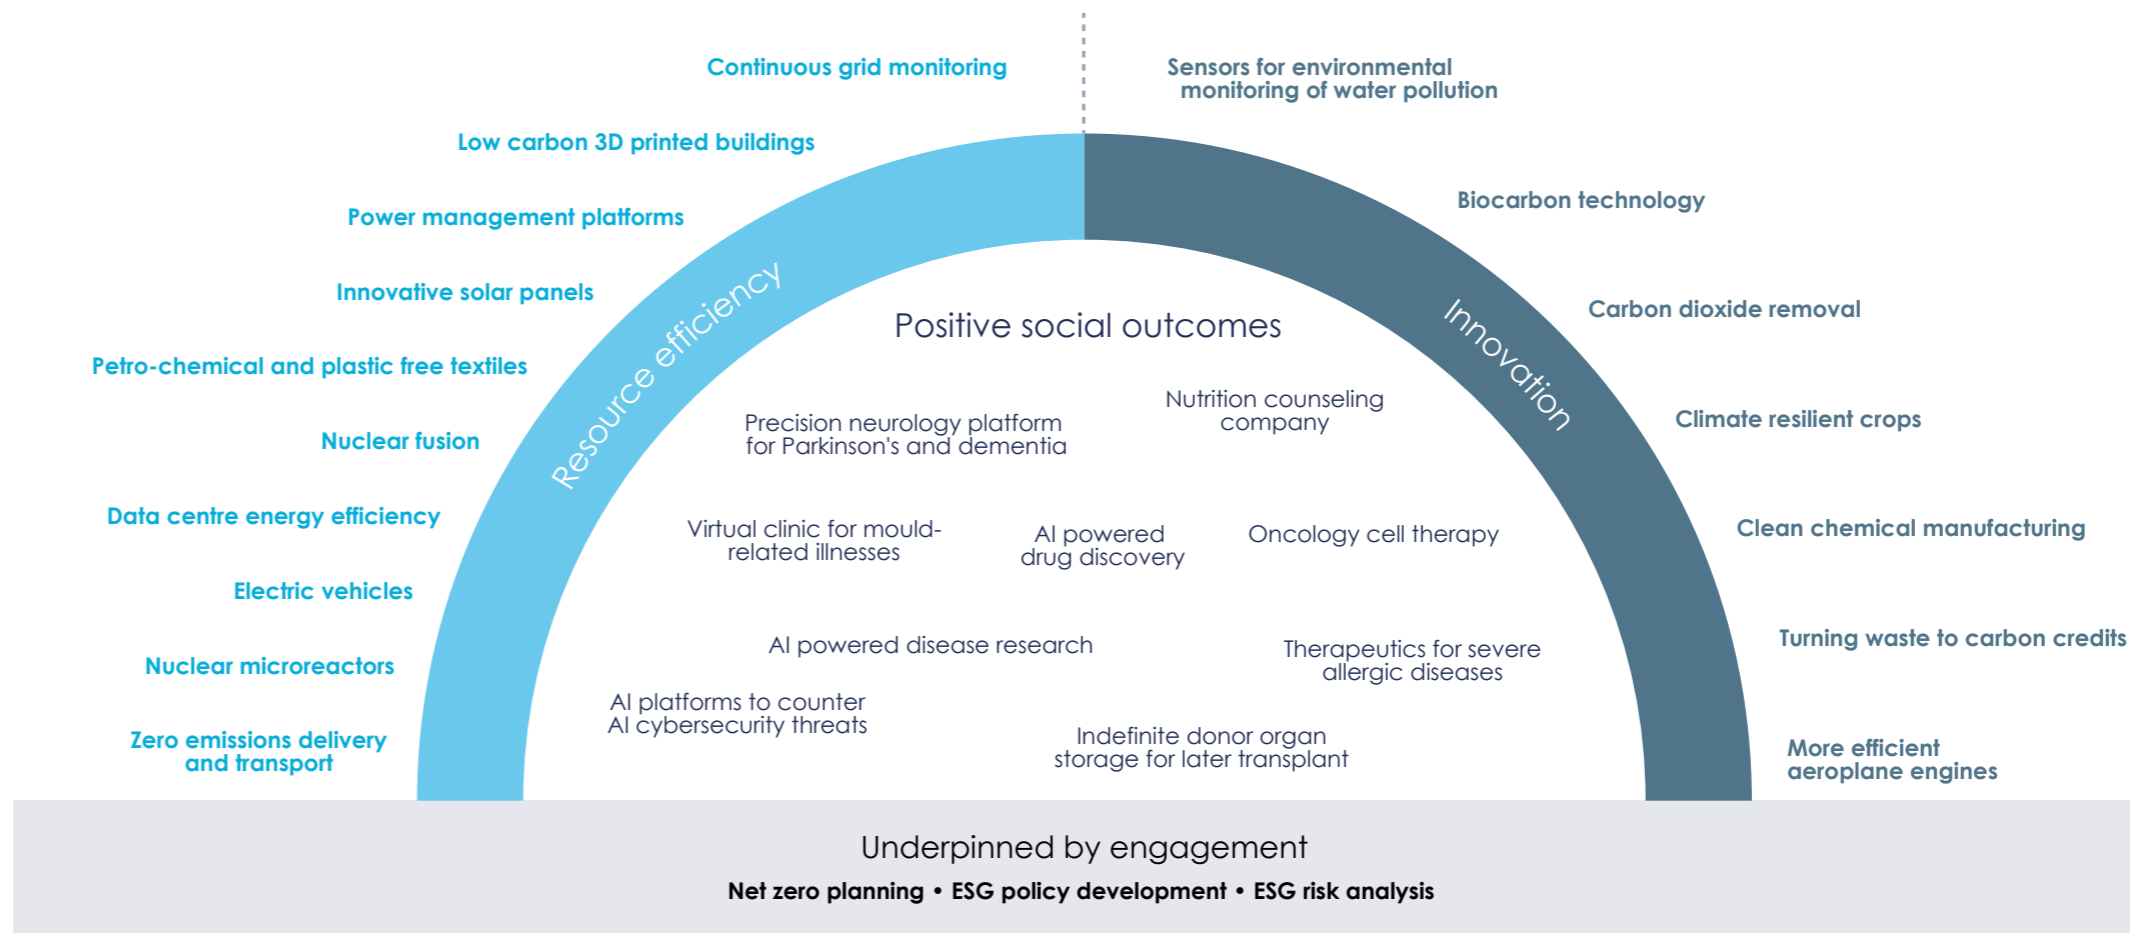 Continuous grid monitoring
Low carbon 3D printed buildings
Power management platforms
Innovative solar panels
Petro-chemical and plastic free textiles
Nuclear fusion
Data centre energy efficiency
Electric vehicles
Nuclear microreactors
Zero emissions delivery
and transport
Resource efficiency
Sensors for environmental
monitoring of water pollution
Biocarbon technology
Carbon dioxide removal
Climate resilient crops
Clean chemical manufacturing
Turning waste to carbon credits
More efficient
aeroplane engines
Innovation
Positive social outcomes
Nutrition counseling
company
Precision neurology platform
for Parkinson's and dementia
Virtual clinic for mould-
related illnesses
AI powered
drug discovery
Oncology cell therapy
AI powered disease research
Therapeutics for severe
allergic diseases
AI platforms to counter
AI cybersecurity threats
Indefinite donor organ
storage for later transplant
Underpinned by engagement
Net zero planning • ESG policy development • ESG risk analysis